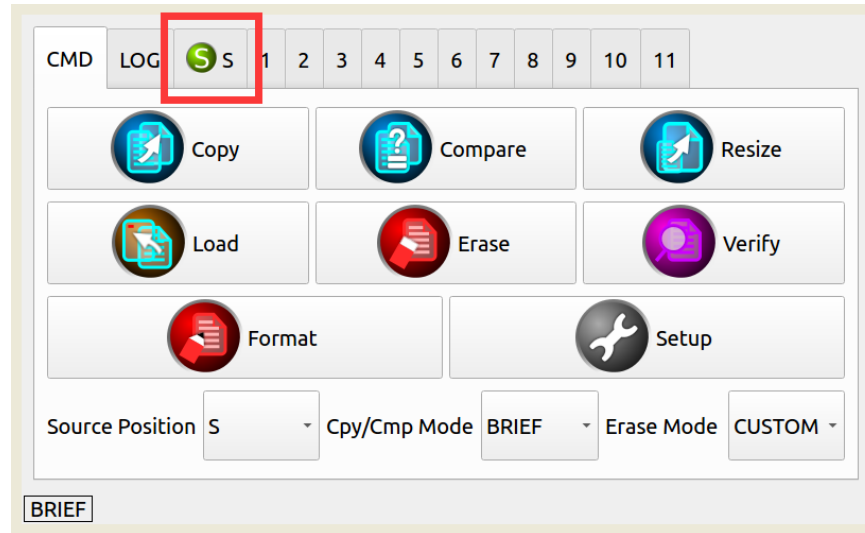 CMD LOG S S 1 2 3 4 5 6 7 8 9 10 11
Copy Compare Resize
Load Erase Verify
Format Setup
Source Position S Cpy/Cmp Mode BRIEF Erase Mode CUSTOM
BRIEF